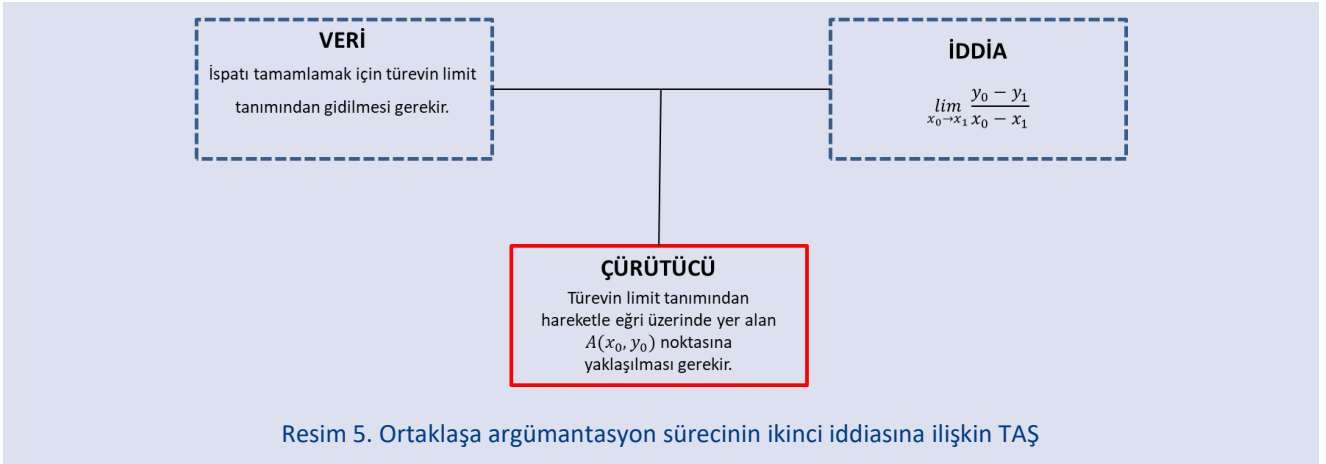 VERİ
İspatı tamamlamak için türevin limit
tanımından gidilmesi gerekir.
İDDİA
lim_{x₀→x₁} \frac{y₀ − y₁}{x₀ − x₁}
ÇÜRÜTÜCÜ
Türevin limit tanımından
hareketle eğri üzerinde yer alan
A(x₀, y₀) noktasına
yaklaşılması gerekir.
Resim 5. Ortaklaşa argümantasyon sürecinin ikinci iddiasına ilişkin TAŞ